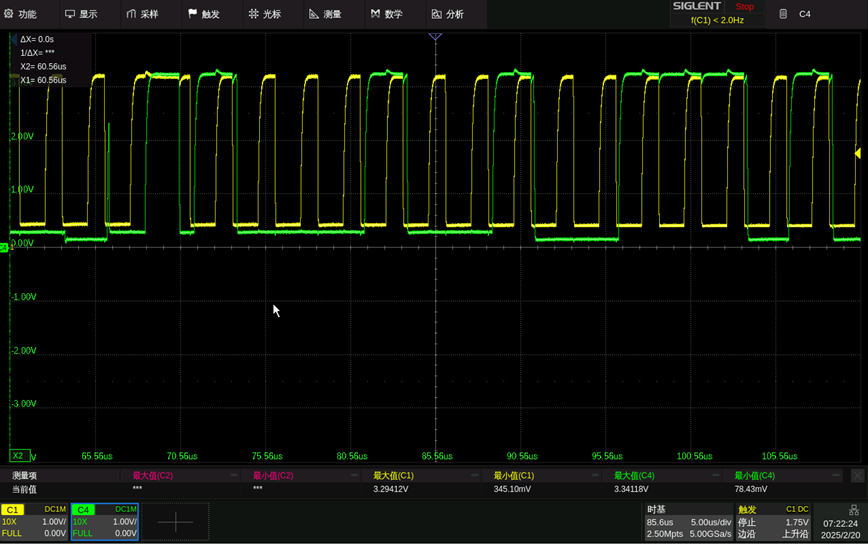 功能 显示 采样 触发 光标 测量 数学 分析 SIGLENT Stop C4
f(C1) < 2.0Hz
ΔX= 0.0s
1/ΔX= ***
X2= 60.56us
X1= 60.56us
2.00V
1.00V
0.00V
-1.00V
-2.00V
-3.00V
X2 V 65.56us 70.56us 75.56us 80.56us 85.56us 90.56us 95.56us 100.56us 105.56us
测量项 最大值(C2) 最小值(C2) 最大值(C1) 最小值(C1) 最大值(C4) 最小值(C4)
当前值 *** *** 3.29412V 345.10mV 3.34118V 78.43mV
C1 DC1M C4 DC1M 时基 触发 C1 DC
10X 1.00V/ 10X 1.00V/ 85.6us 5.00us/div 停止 1.75V 07:22:24
FULL 0.00V FULL 0.00V 2.50Mpts 5.00GSa/s 边沿 上升沿 2025/2/20